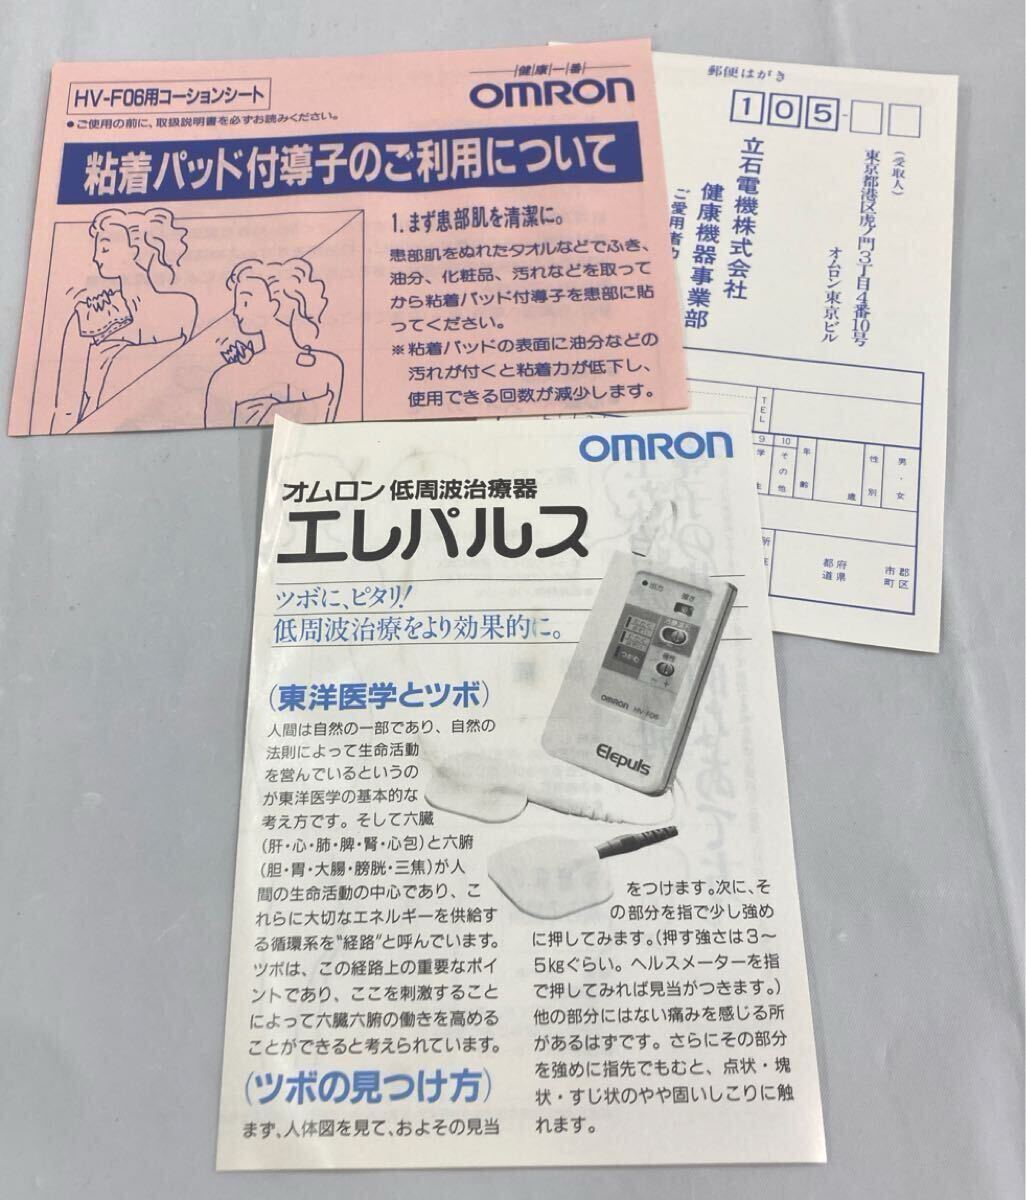 HV-F06用コーションシート
健康一番
OMRON
●ご使用の前に、取扱説明書を必ずお読みください。
粘着パッド付導子のご利用について
1.まず患部肌を清潔に。
患部肌をぬれたタオルなどでふき、
油分、化粧品、汚れなどを取って
から粘着パッド付導子を患部に貼
ってください。
※粘着パッドの表面に油分などの
汚れが付くと粘着力が低下し、
使用できる回数が減少します。
郵便はがき
105-
(受取人)
東京都港区虎ノ門3丁目4番10号
オムロン東京ビル
立石電機株式会社
健康機器事業部
ご愛用者カ
TEL
9
学
生
10
その他
年齢
歳
性別
男・女
都府
道県
市郡
町区
OMRON
オムロン 低周波治療器
エレパルス
ツボに、ピタリ!
低周波治療をより効果的に。
出力
強さ
極性
つかむ
OMRON HV-F06
Elepuls
(東洋医学とツボ)
人間は自然の一部であり、自然の
法則によって生命活動
を営んでいるというの
が東洋医学の基本的な
考え方です。そして六臓
(肝・心・肺・脾・腎・心包)と六腑
(胆・胃・大腸・膀胱・三焦)が人
間の生命活動の中心であり、こ
れらに大切なエネルギーを供給す
る循環系を“経路”と呼んでいます。
ツボは、この経路上の重要なポイ
ントであり、ここを刺激すること
によって六臓六腑の働きを高める
ことができると考えられています。
(ツボの見つけ方)
まず、人体図を見て、およその見当
をつけます。次に、そ
の部分を指で少し強め
に押してみます。(押す強さは3〜
5kgぐらい。ヘルスメーターを指
で押してみれば見当がつきます。)
他の部分にはない痛みを感じる所
があるはずです。さらにその部分
を強めに指先でもむと、点状・塊
状・すじ状のやや固いしこりに触
れます。